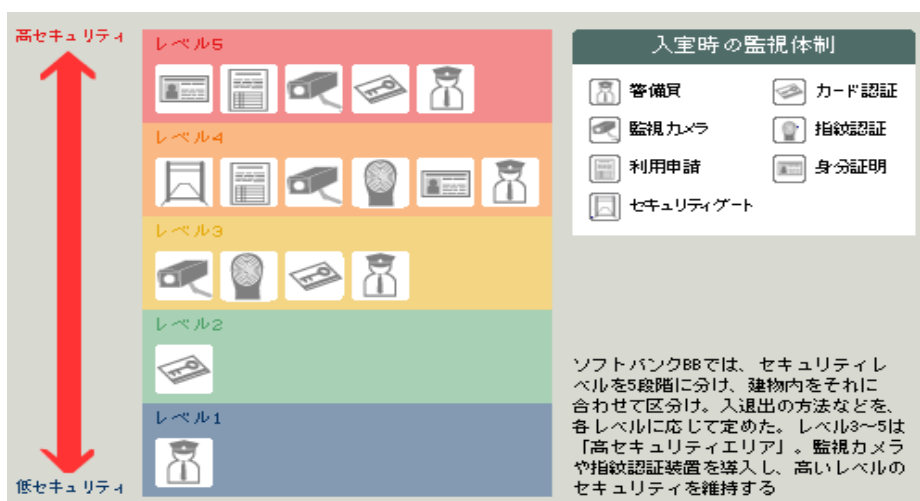 高セキュリティ
レベル5
レベル4
レベル3
レベル2
レベル1
低セキュリティ
入室時の監視体制
警備員
カード認証
監視カメラ
指紋認証
利用申請
身分証明
セキュリティゲート
ソフトバンクBBでは、セキュリティレ
ベルを5段階に分け、建物内をそれに
合わせて区分け。入退出の方法などを、
各レベルに応じて定めた。レベル3～5は
「高セキュリティエリア」。監視カメラ
や指紋認証装置を導入し、高いレベルの
セキュリティを維持する